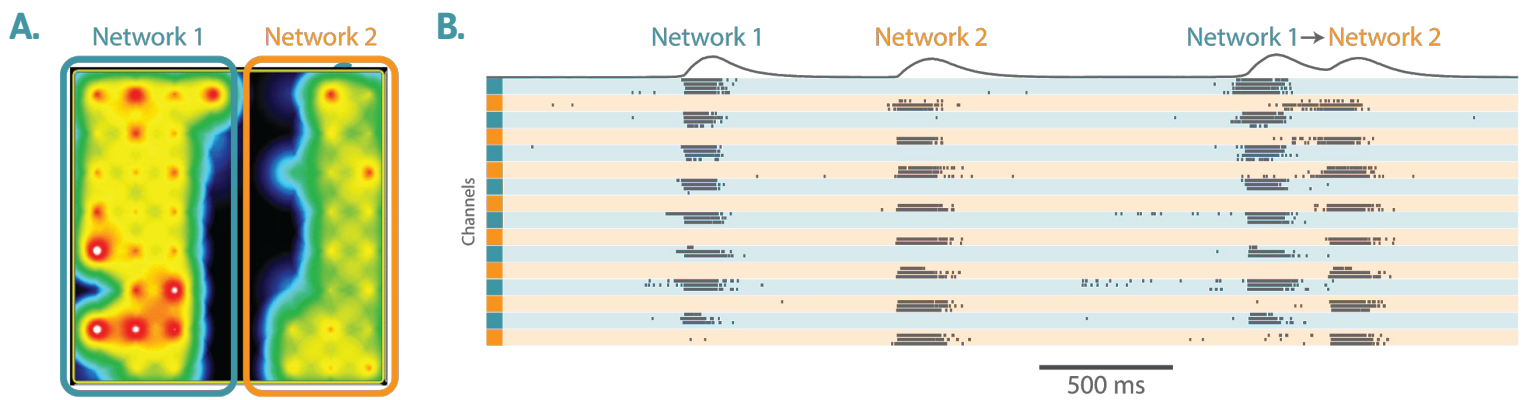 A.
Network 1
Network 2
B.
Network 1
Network 2
Network 1→Network 2
Channels
500 ms